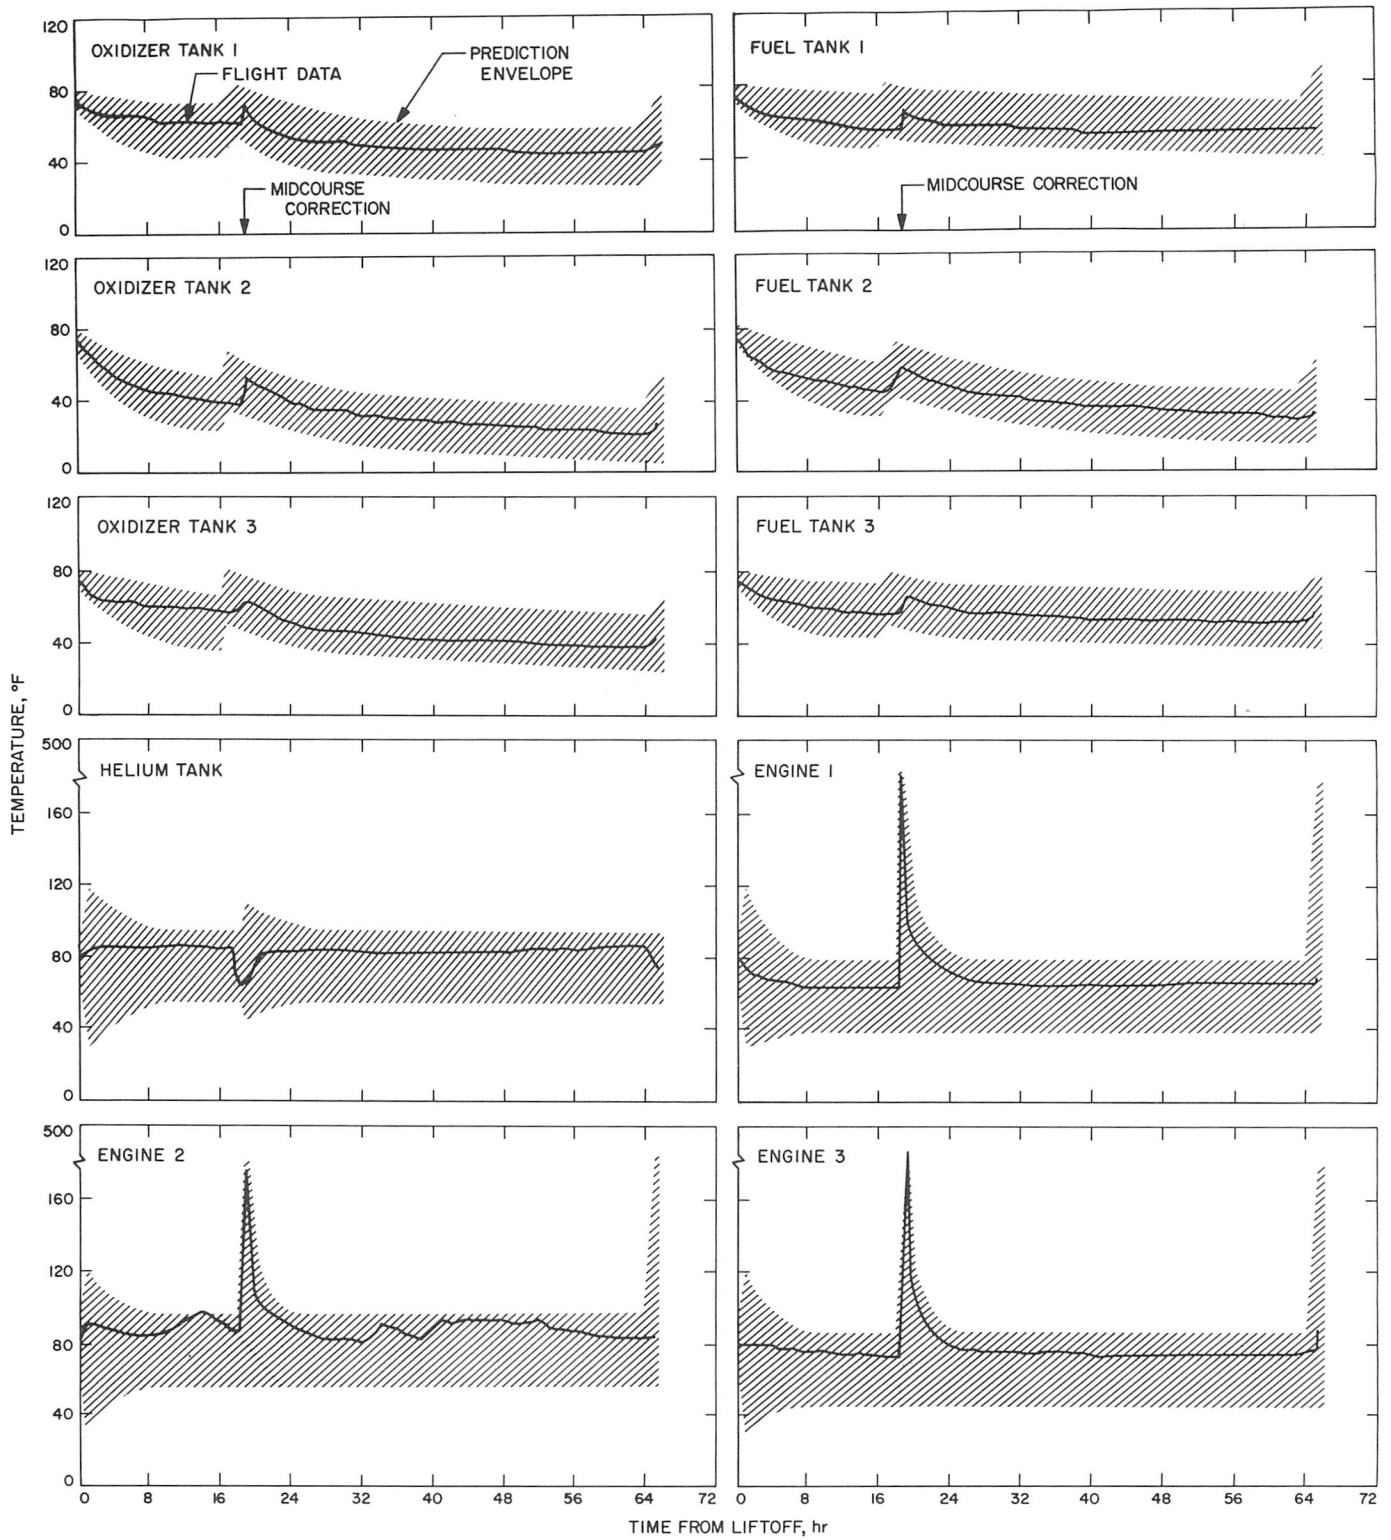 120
80
40
0
OXIDIZER TANK 1
FLIGHT DATA
PREDICTION
ENVELOPE
MIDCOURSE
CORRECTION
FUEL TANK 1
MIDCOURSE CORRECTION
120
80
40
0
OXIDIZER TANK 2
FUEL TANK 2
120
80
40
0
OXIDIZER TANK 3
FUEL TANK 3
TEMPERATURE, °F
500
160
120
80
40
0
HELIUM TANK
ENGINE 1
500
160
120
80
40
0
ENGINE 2
ENGINE 3
0 8 16 24 32 40 48 56 64 72
0 8 16 24 32 40 48 56 64 72
TIME FROM LIFTOFF, hr